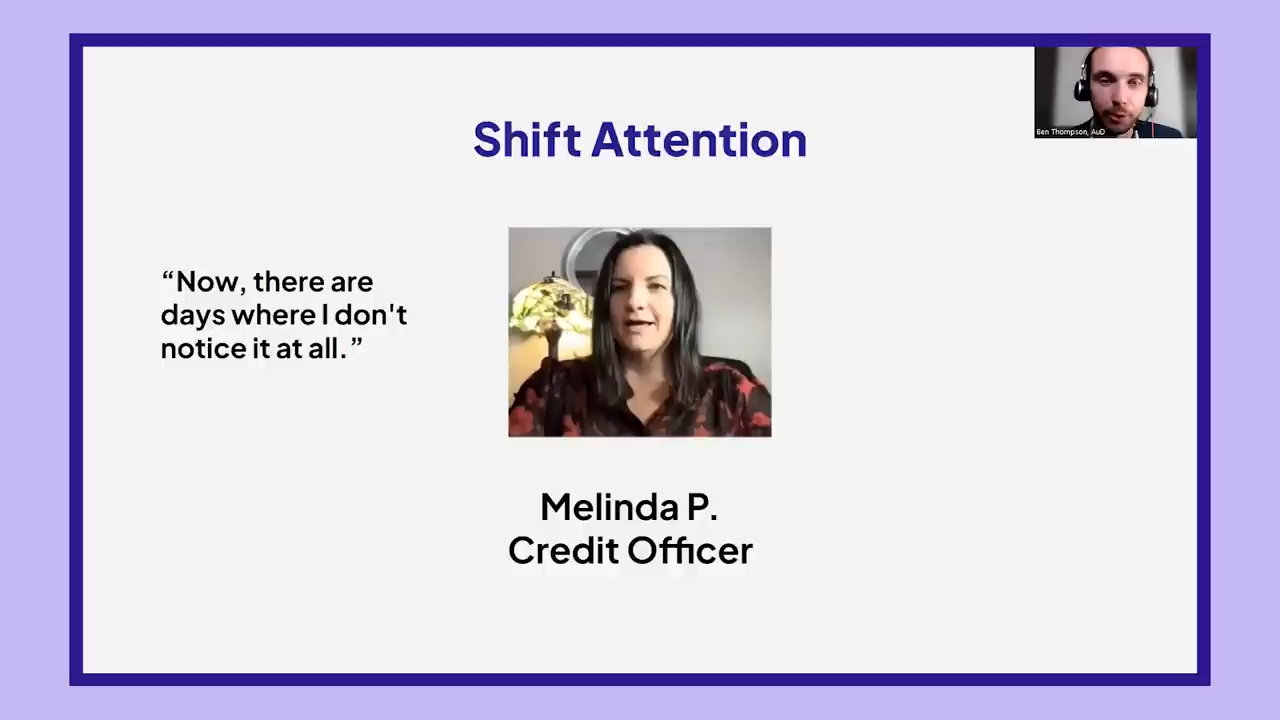 Ben Thompson, AuD
Shift Attention
“Now, there are
days where I don't
notice it at all.”
Melinda P.
Credit Officer